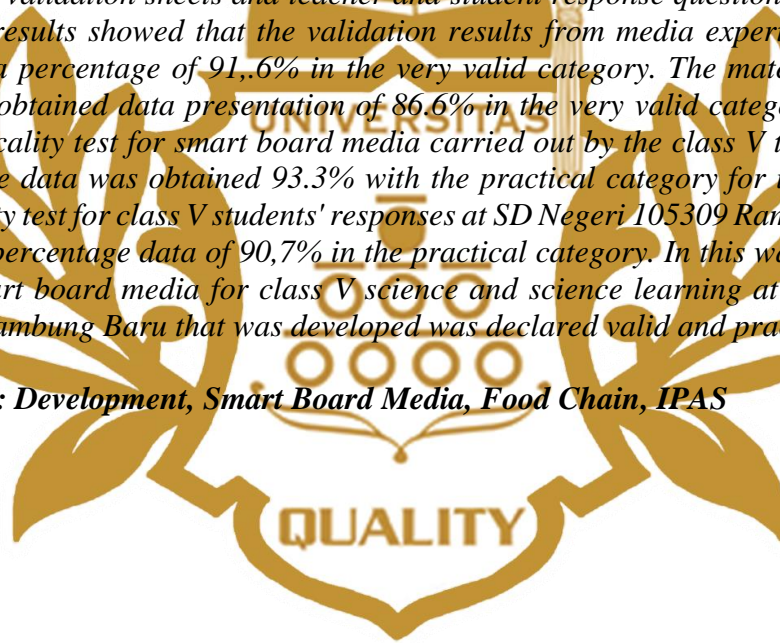 validation sheets and teacher and student response question
results showed that the validation results from media exper
percentage of 91,.6% in the very valid category. The mat
obtained data presentation of 86.6% in the very valid categ
cality test for smart board media carried out by the class V t
data was obtained 93.3% with the practical category for
ty test for class V students' responses at SD Negeri 105309 Ram
percentage data of 90,7% in the practical category. In this wa
rt board media for class V science and science learning at
ambung Baru that was developed was declared valid and pra
: Development, Smart Board Media, Food Chain, IPAS
UNIVERSITAS
QUALITY